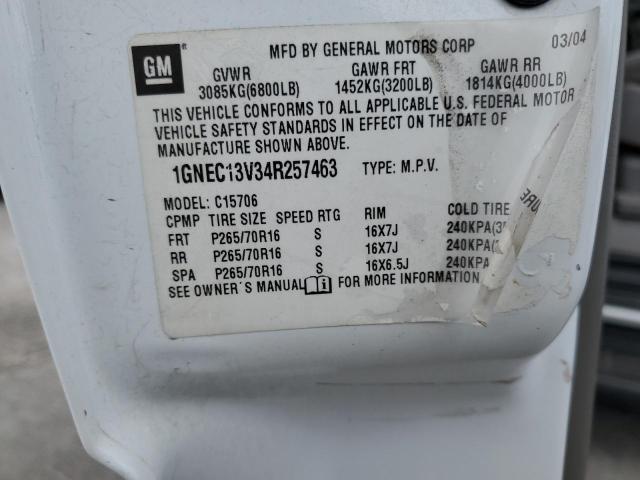 GM ® MFD BY GENERAL MOTORS CORP 03/04
GVWR GAWR FRT GAWR RR
3085KG(6800LB) 1452KG(3200LB) 1814KG(4000LB)
THIS VEHICLE CONFORMS TO ALL APPLICABLE U.S. FEDERAL MOTOR
VEHICLE SAFETY STANDARDS IN EFFECT ON THE DATE OF
MANUFACTURE SHOWN ABOVE.
1GNEC13V34R257463 TYPE: M.P.V.
MODEL: C15706
CPMP TIRE SIZE SPEED RTG RIM COLD TIRE URE
FRT P265/70R16 S 16X7J 240KPA(3
RR P265/70R16 S 16X7J 240KPA(
SPA P265/70R16 S 16X6.5J 240KPA
SEE OWNER'S MANUAL FOR MORE INFORMATION